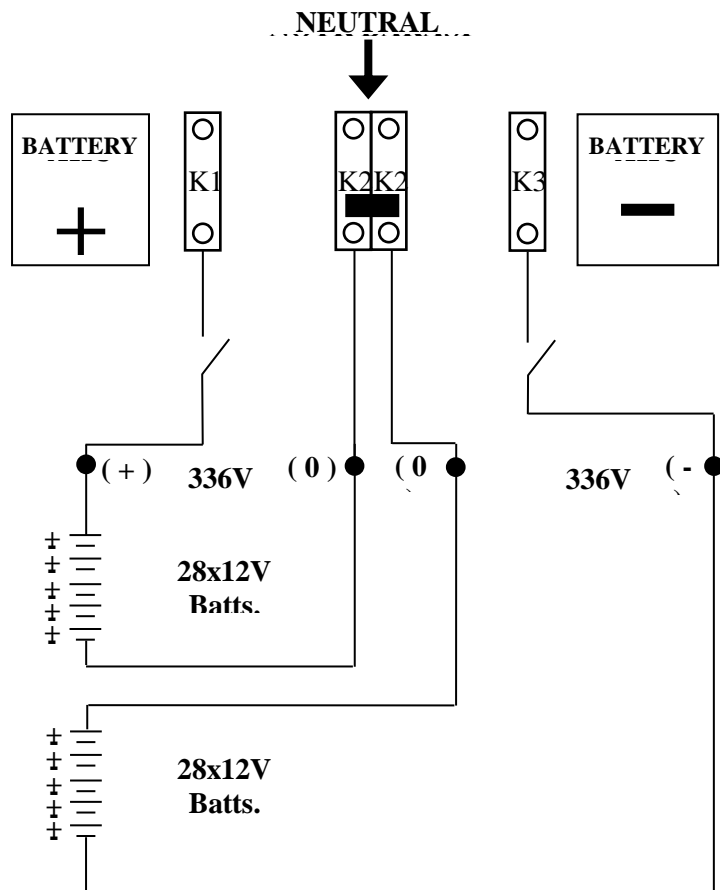 NEUTRAL
BATTERY
+
K1
K2 K2
K3
BATTERY
-
( + )
336V
( 0 )
( 0
336V
( -
28x12V
Batts.
28x12V
Batts.